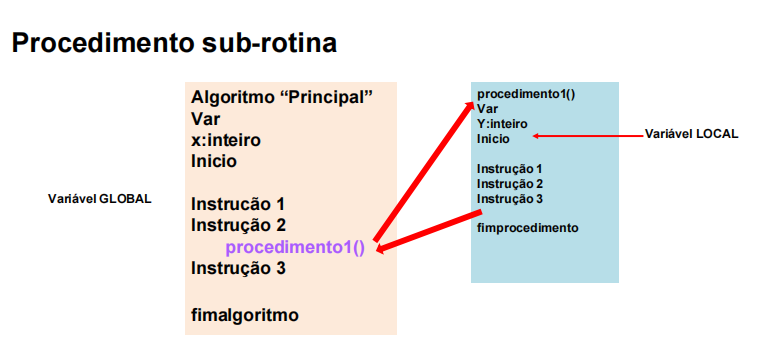 Procedimento sub-rotina
Algoritmo “Principal”
Var
x:inteiro
Inicio
Variável GLOBAL
Instrução 1
Instrução 2
procedimento1()
Instrução 3
fimalgoritmo
procedimento1()
Var
Y:inteiro
Inicio
Variável LOCAL
Instrução 1
Instrução 2
Instrução 3
fimprocedimento